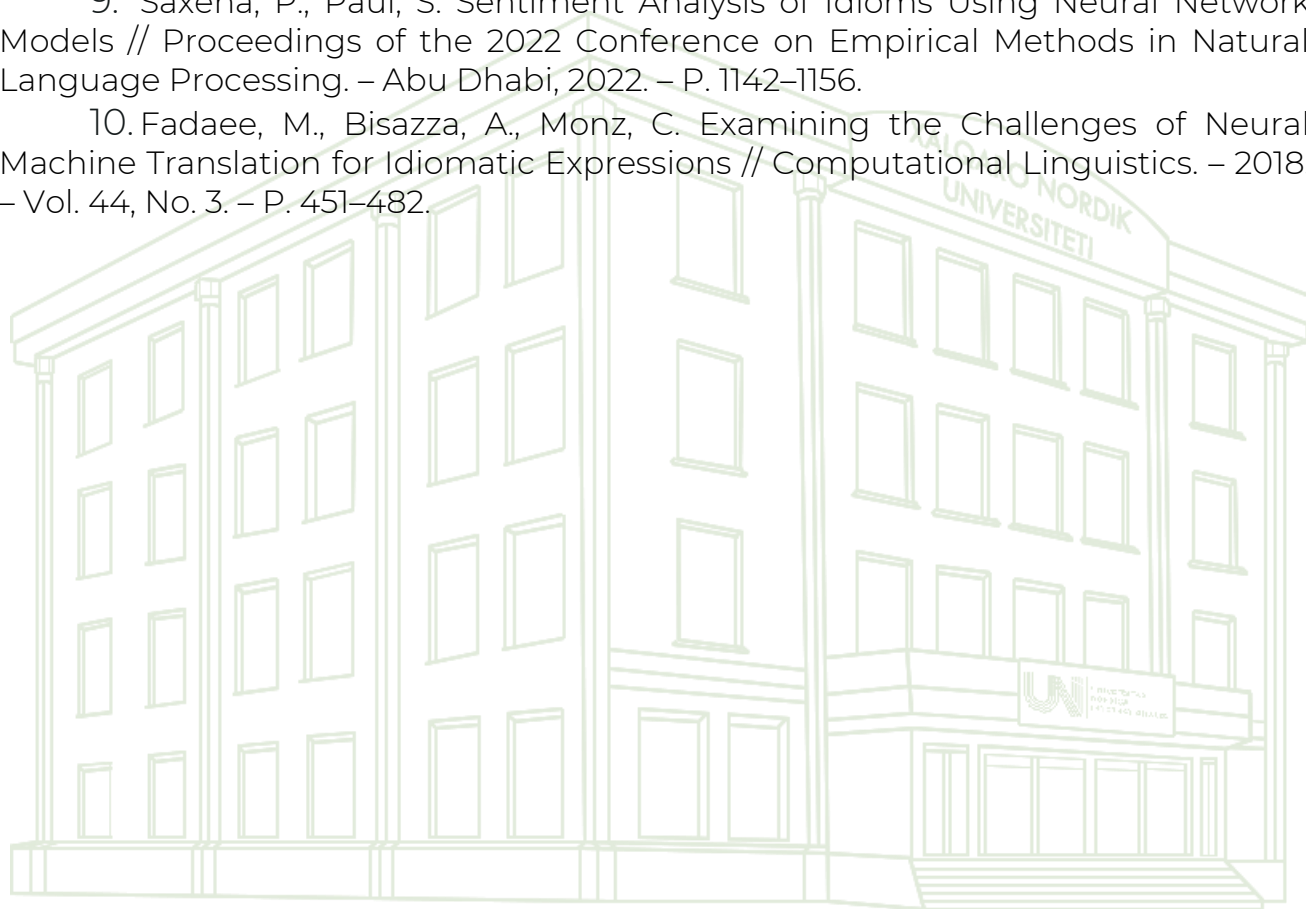 9. Saxena, P., Paul, S. Sentiment Analysis of Idioms Using Neural Network
Models // Proceedings of the 2022 Conference on Empirical Methods in Natural
Language Processing. – Abu Dhabi, 2022. – P. 1142–1156.
10. Fadaee, M., Bisazza, A., Monz, C. Examining the Challenges of Neural
Machine Translation for Idiomatic Expressions // Computational Linguistics. – 2018
– Vol. 44, No. 3. – P. 451–482.
XALQARO NORDIK
UNIVERSITETI
UNI